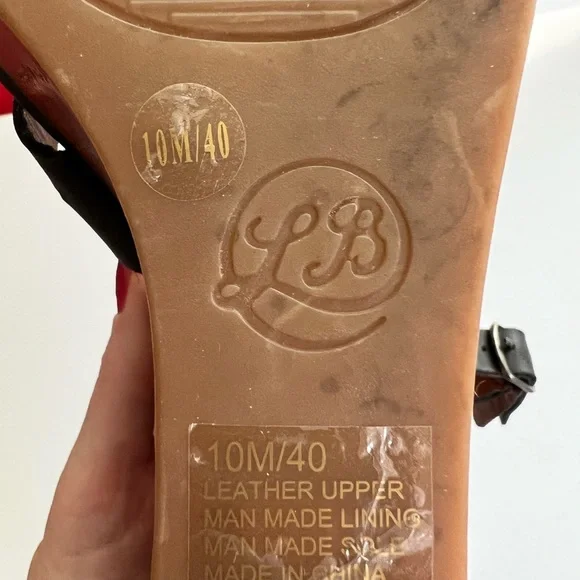 10M/40
LB
10M/40
LEATHER UPPER
MAN MADE LINING
MAN MADE SOLE
MADE IN CHINA